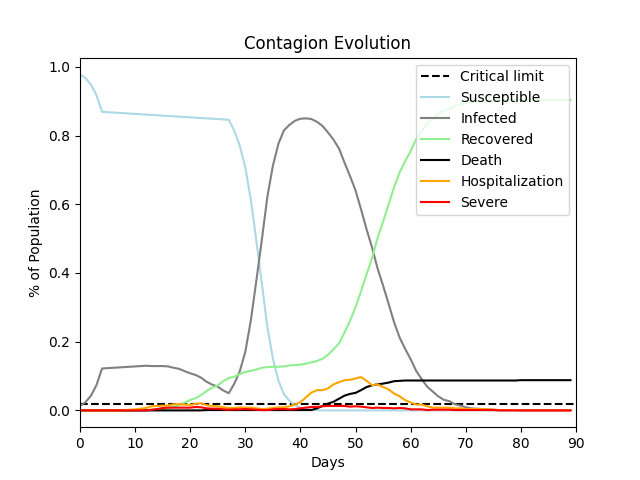 Contagion Evolution
% of Population
1.0
0.8
0.6
0.4
0.2
0.0
Critical limit
Susceptible
Infected
Recovered
Death
Hospitalization
Severe
0 10 20 30 40 50 60 70 80 90
Days